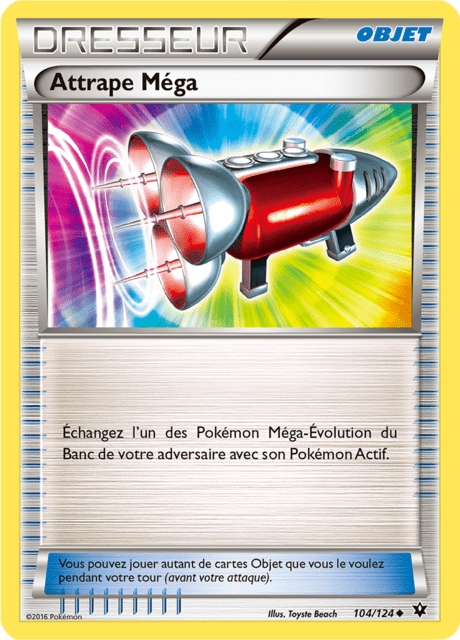 DRESSEUR
OBJET
Attrape Méga
Échangez l'un des Pokémon Méga-Évolution du
Banc de votre adversaire avec son Pokémon Actif.
Vous pouvez jouer autant de cartes Objet que vous le voulez
pendant votre tour (avant votre attaque).
©2016 Pokémon
Illus. Toyste Beach
104/124